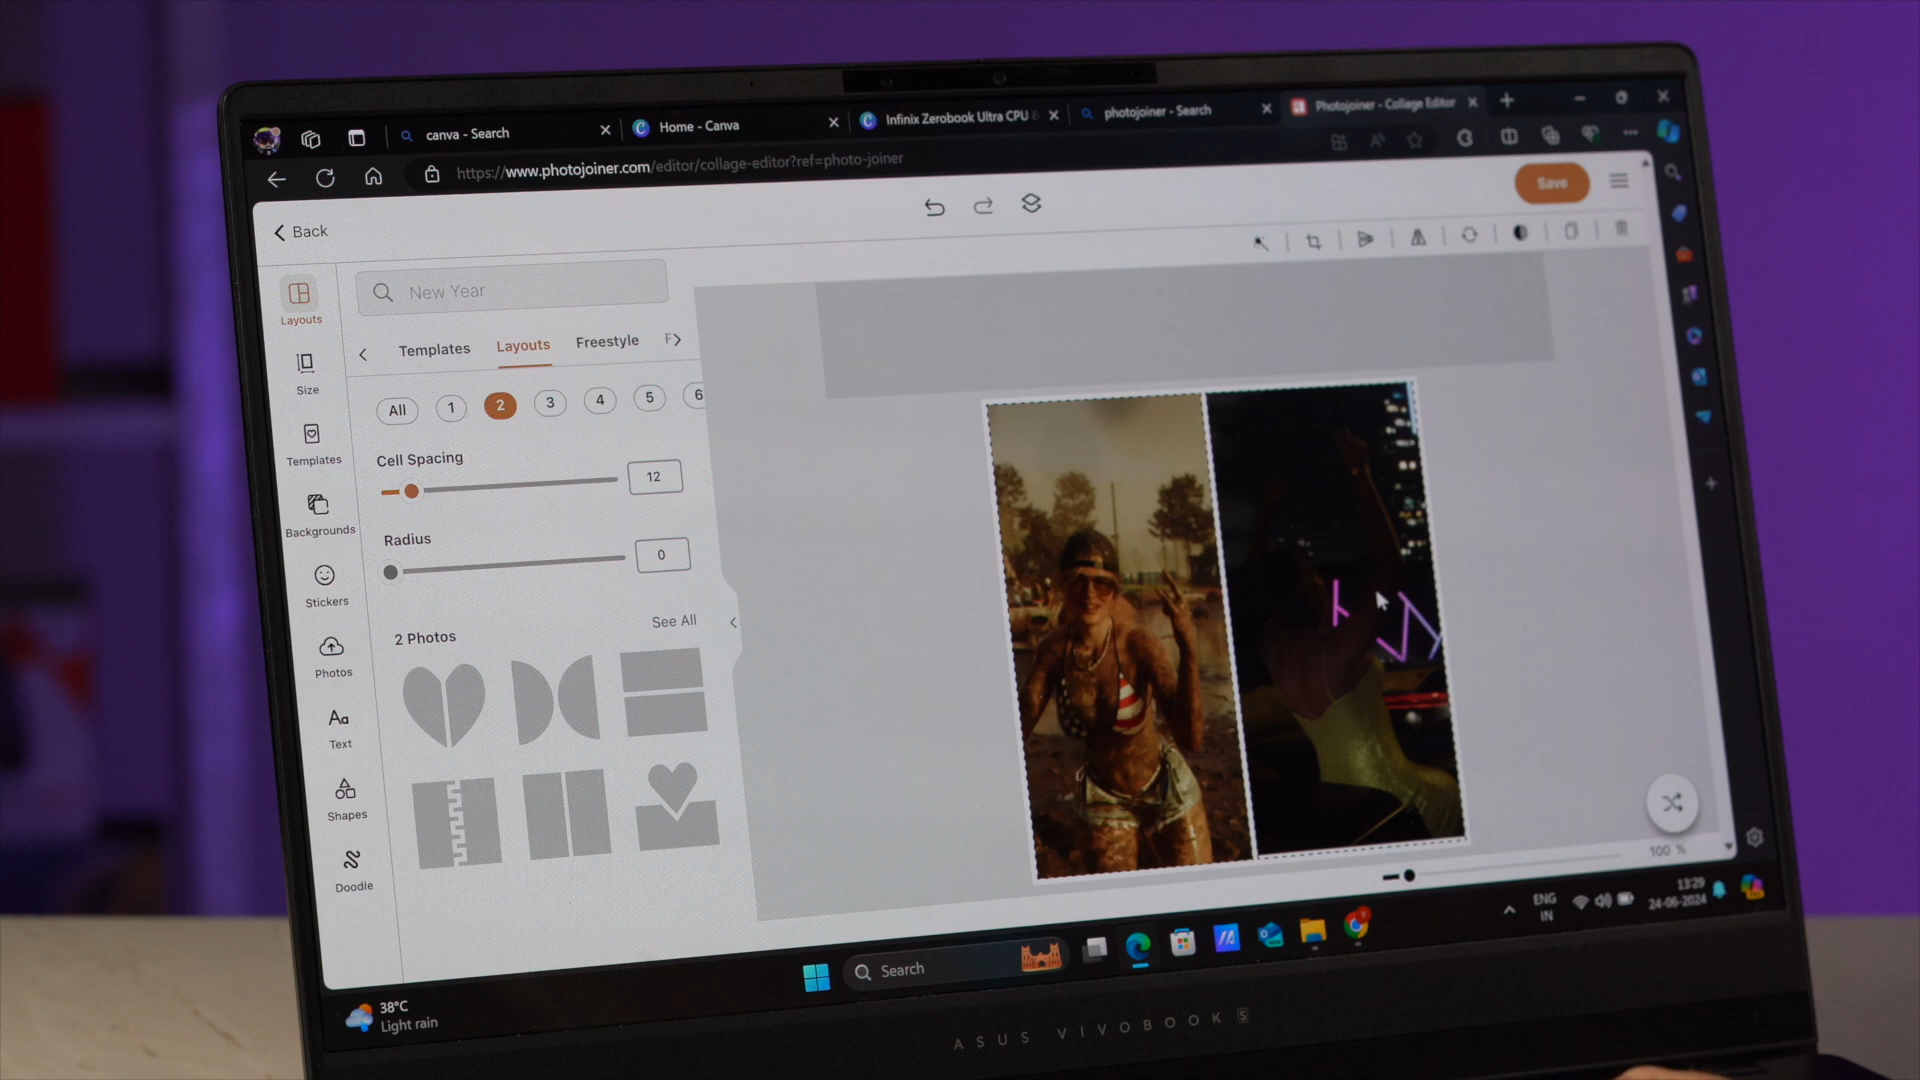 canva - Search
Home - Canva
Infinix Zerobook Ultra CPU &
photojoiner - Search
Photojoiner - Collage Editor
https://www.photojoiner.com/editor/collage-editor?ref=photo-joiner
Back
Save
Layouts
Size
Templates
Backgrounds
Stickers
Photos
Text
Shapes
Doodle
New Year
Templates
Layouts
Freestyle
F
All
1
2
3
4
5
6
Cell Spacing
12
Radius
0
2 Photos
See All
100 %
38°C
Light rain
Search
ENG
IN
13:29
24-06-2024
ASUS VIVOBOOK S